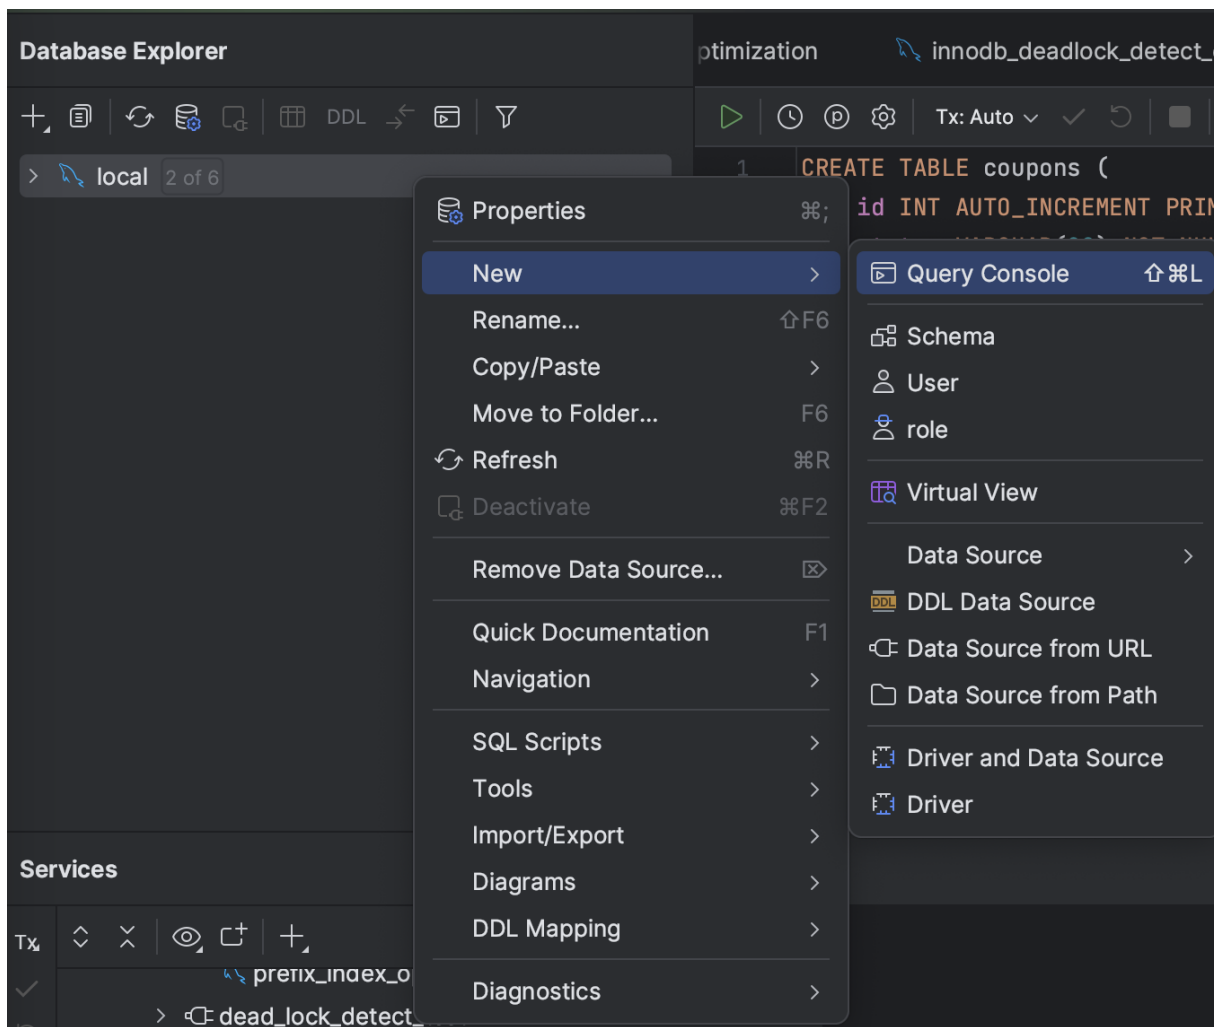 Database Explorer
ptimization
innodb_deadlock_detect_
DDL
Tx: Auto
local 2 of 6
1 CREATE TABLE coupons (
id INT AUTO_INCREMENT PRIM
Properties ⌘;
New
Rename... ⇧F6
Copy/Paste
Move to Folder... F6
Refresh ⌘R
Deactivate ⌘F2
Remove Data Source...
Quick Documentation F1
Navigation
SQL Scripts
Tools
Import/Export
Diagrams
DDL Mapping
Diagnostics
Query Console ⇧⌘L
Schema
User
role
Virtual View
Data Source
DDL Data Source
Data Source from URL
Data Source from Path
Driver and Data Source
Driver
Services
Tx
prefix_index_o
dead_lock_detect_